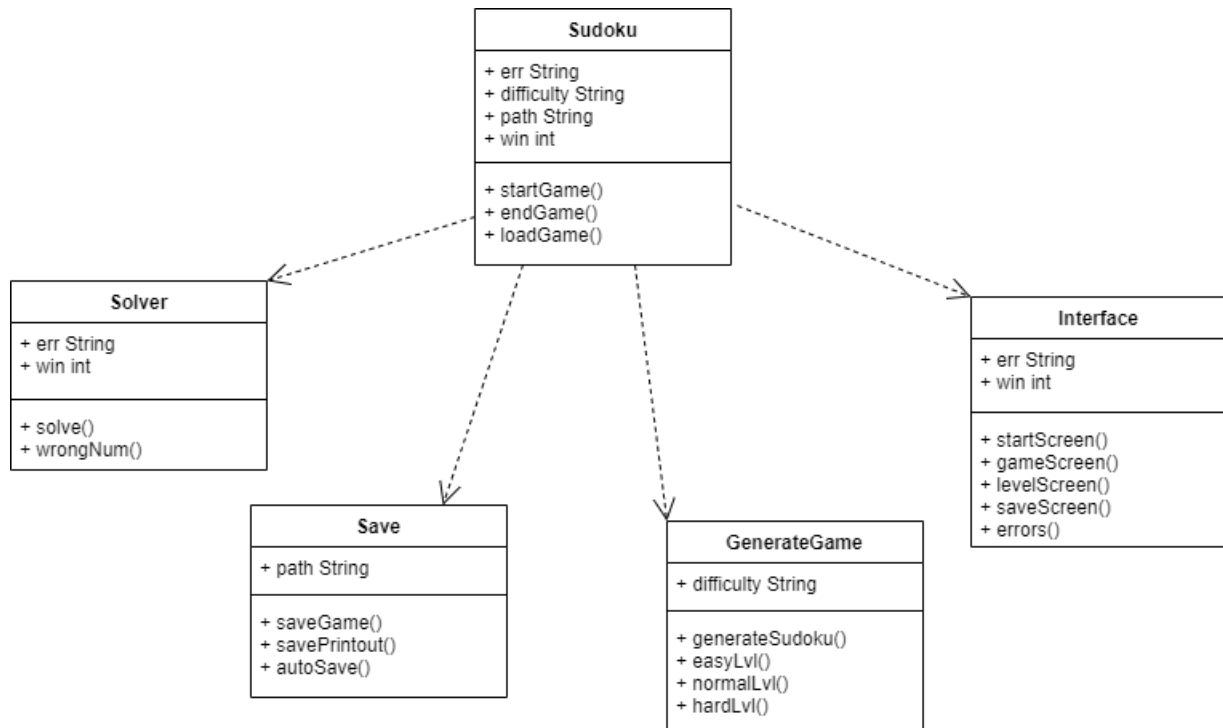 Sudoku
+ err String
+ difficulty String
+ path String
+ win int
+ startGame()
+ endGame()
+ loadGame()
Solver
+ err String
+ win int
+ solve()
+ wrongNum()
Save
+ path String
+ saveGame()
+ savePrintout()
+ autoSave()
GenerateGame
+ difficulty String
+ generateSudoku()
+ easyLvl()
+ normalLvl()
+ hardLvl()
Interface
+ err String
+ win int
+ startScreen()
+ gameScreen()
+ levelScreen()
+ saveScreen()
+ errors()